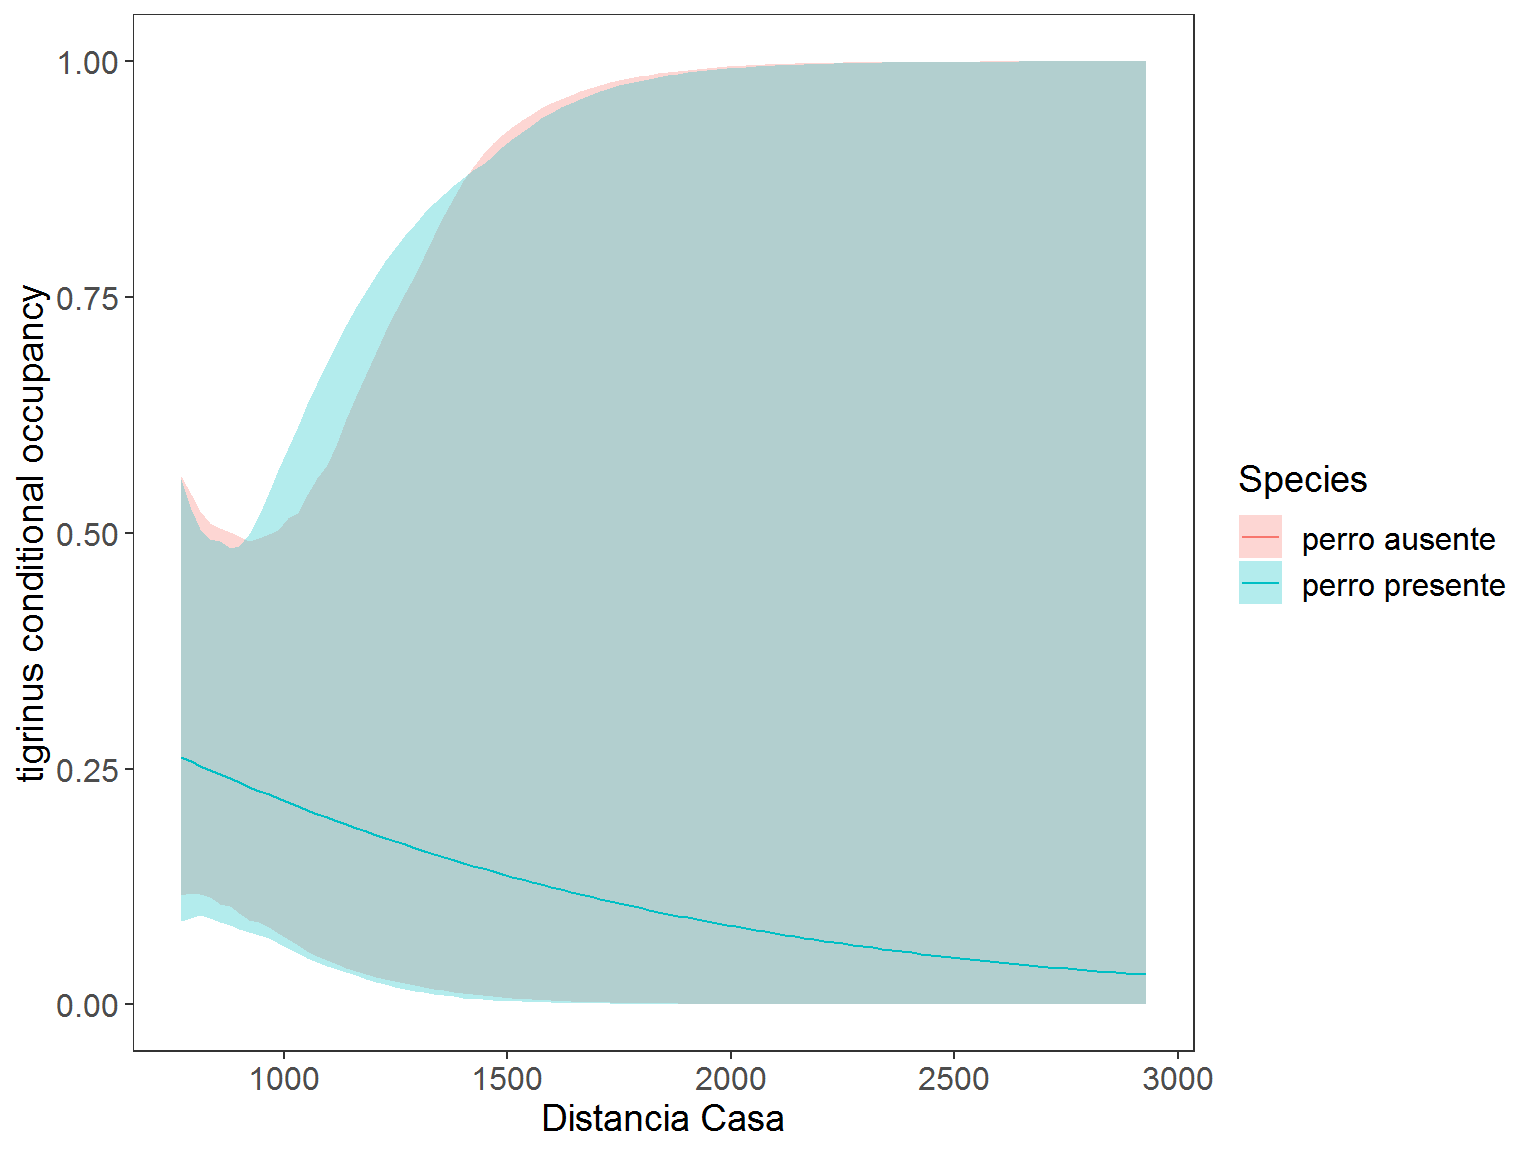 tigrinus conditional occupancy
1.00
0.75
0.50
0.25
0.00
1000 1500 2000 2500 3000
Distancia Casa
Species
perro ausente
perro presente